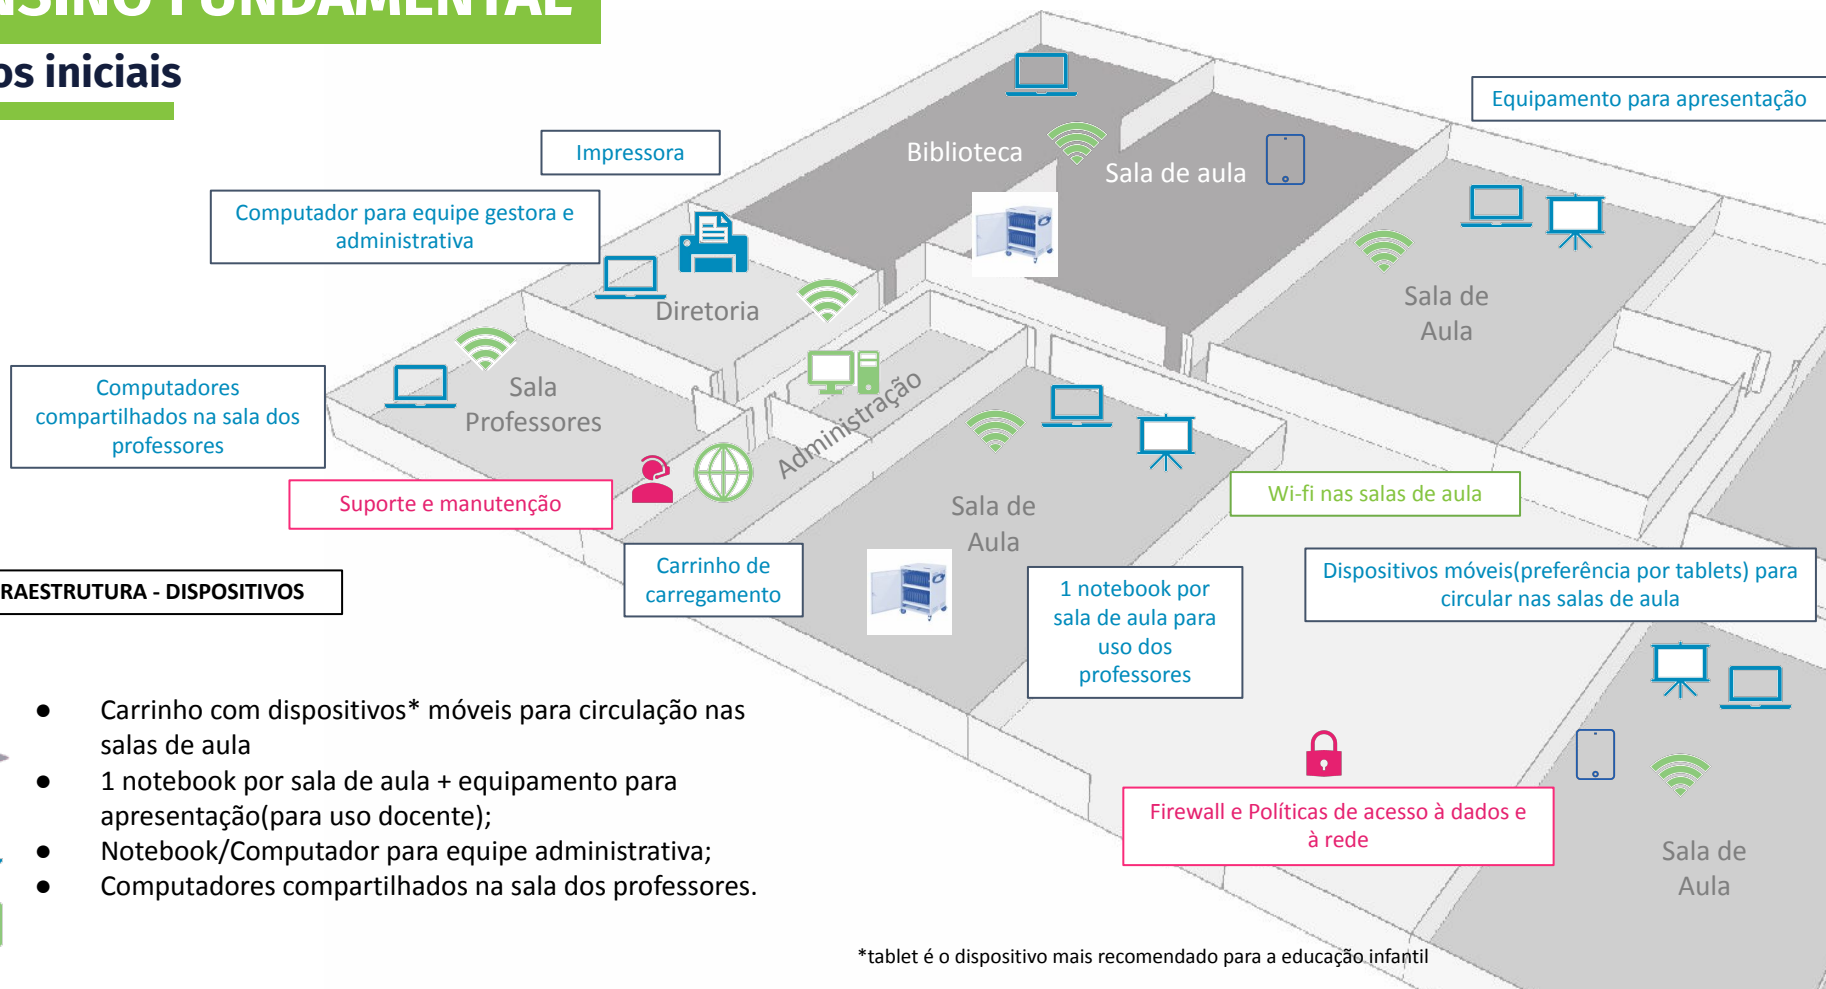 NSINO FUNDAMENTAL
os iniciais
Equipamento para apresentação
Impressora
Biblioteca
Sala de aula
Computador para equipe gestora e
administrativa
Diretoria
Sala de
Aula
Computadores
compartilhados na sala dos
professores
Sala
Professores
Administração
Suporte e manutenção
Wi-fi nas salas de aula
Sala de
Aula
Carrinho de
carregamento
1 notebook por
sala de aula para
uso dos
professores
Dispositivos móveis(preferência por tablets) para
circular nas salas de aula
RAESTRUTURA - DISPOSITIVOS
● Carrinho com dispositivos* móveis para circulação nas
salas de aula
● 1 notebook por sala de aula + equipamento para
apresentação(para uso docente);
● Notebook/Computador para equipe administrativa;
● Computadores compartilhados na sala dos professores.
Firewall e Políticas de acesso à dados e
à rede
Sala de
Aula
*tablet é o dispositivo mais recomendado para a educação infantil